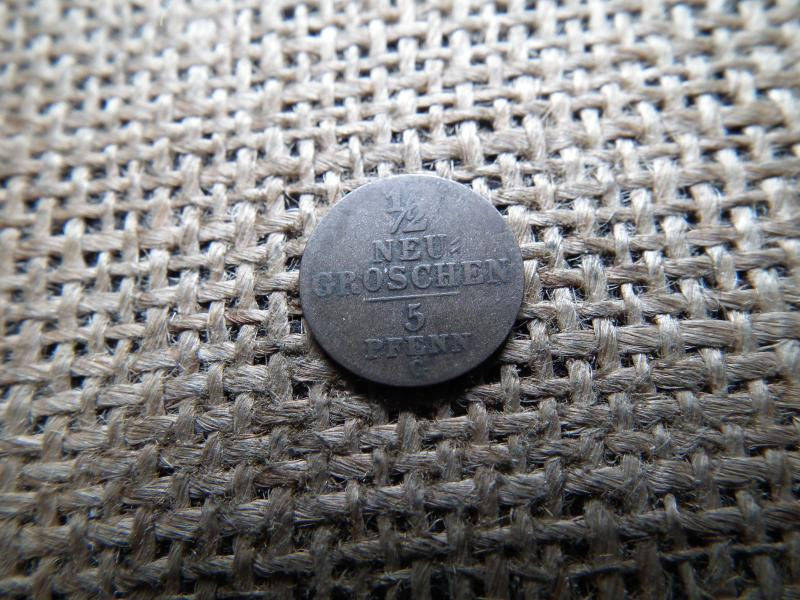 1/2
NEU-
GROSCHEN
5
PFENN
G